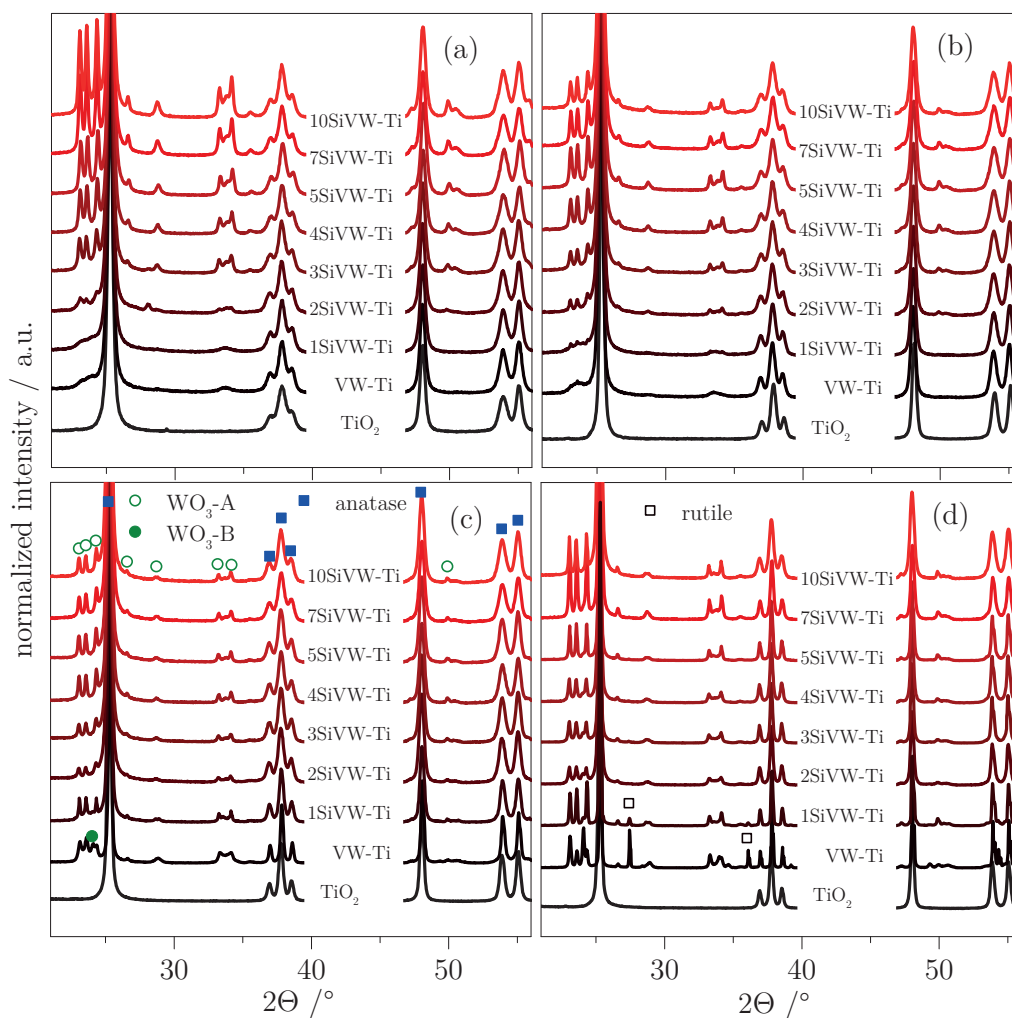 normalized intensity / a.u.
(a)
10SiVW-Ti
7SiVW-Ti
5SiVW-Ti
4SiVW-Ti
3SiVW-Ti
2SiVW-Ti
1SiVW-Ti
VW-Ti
TiO₂
(b)
10SiVW-Ti
7SiVW-Ti
5SiVW-Ti
4SiVW-Ti
3SiVW-Ti
2SiVW-Ti
1SiVW-Ti
VW-Ti
TiO₂
WO₃-A
WO₃-B
anatase
(c)
10SiVW-Ti
7SiVW-Ti
5SiVW-Ti
4SiVW-Ti
3SiVW-Ti
2SiVW-Ti
1SiVW-Ti
VW-Ti
TiO₂
30 40 50
2Θ /°
rutile
(d)
10SiVW-Ti
7SiVW-Ti
5SiVW-Ti
4SiVW-Ti
3SiVW-Ti
2SiVW-Ti
1SiVW-Ti
VW-Ti
TiO₂
30 40 50
2Θ /°